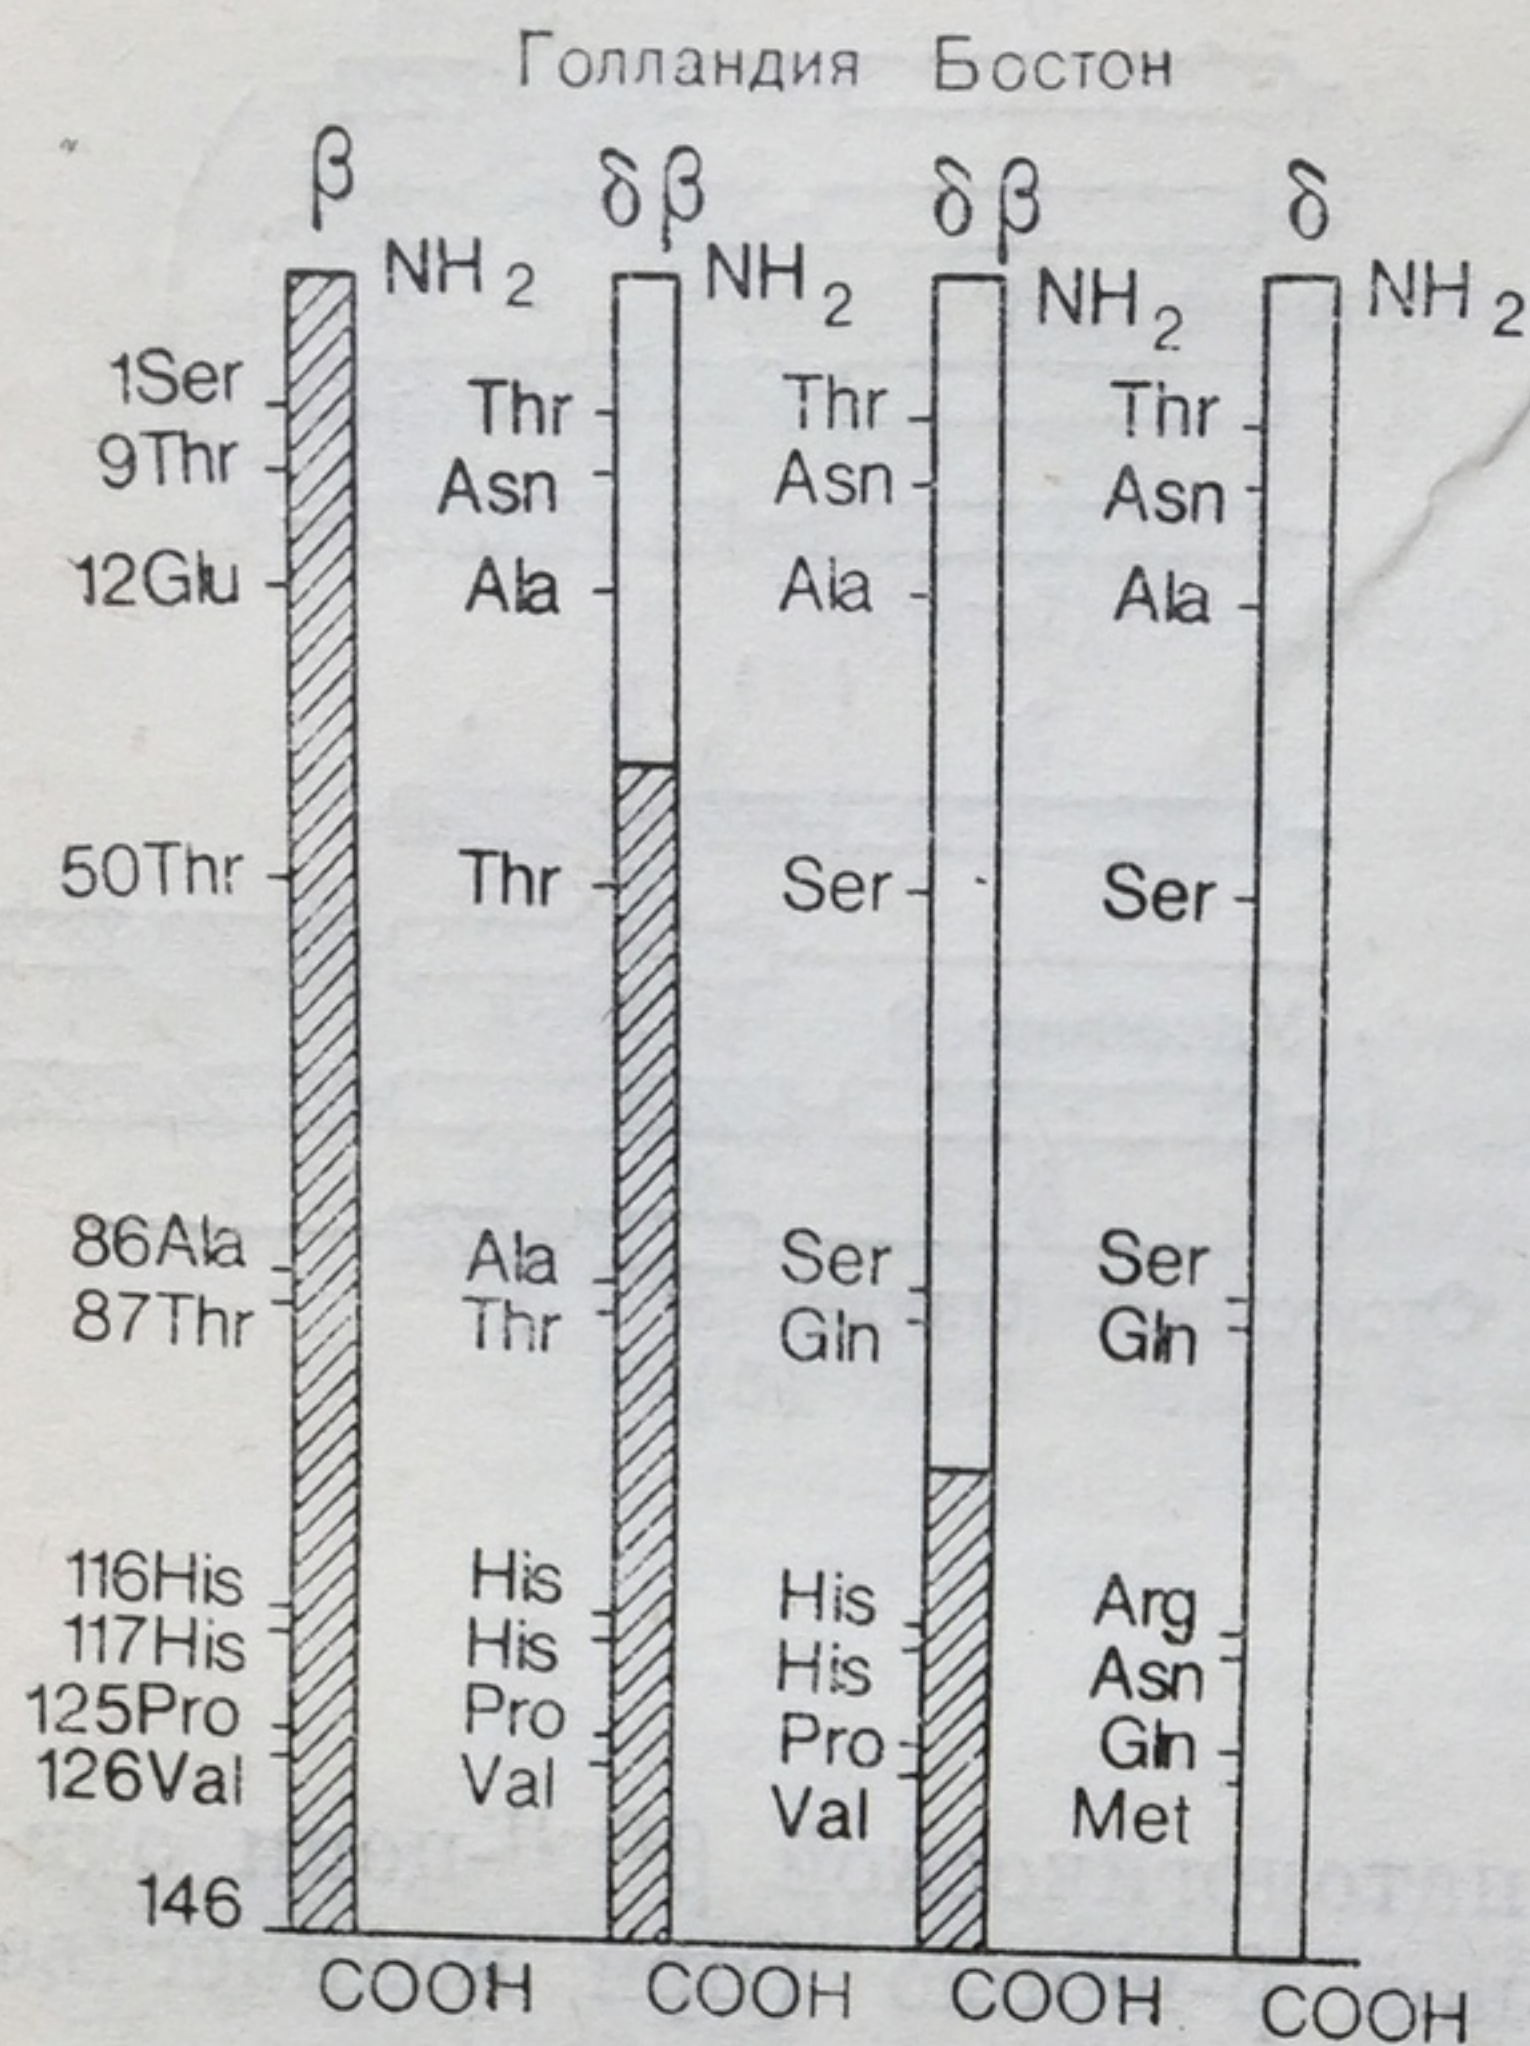 Голландия Бостон
β δβ δβ δ
NH2 NH2 NH2 NH2
1Ser Thr Thr Thr
9Thr Asn Asn Asn
12Glu Ala Ala Ala
50Thr Thr Ser Ser
86Ala Ala Ser Ser
87Thr Thr Gln Gln
116His His His Arg
117His His His Asn
125Pro Pro Pro Gln
126Val Val Val Met
146
COOH COOH COOH COOH